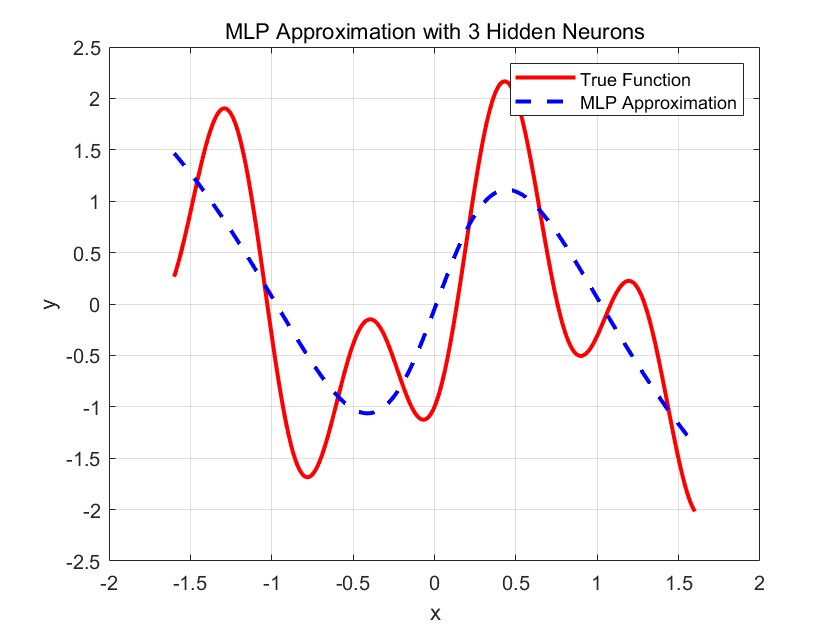 MLP Approximation with 3 Hidden Neurons
2.5
2
1.5
1
0.5
0
-0.5
-1
-1.5
-2
-2.5
y
True Function
MLP Approximation
-2 -1.5 -1 -0.5 0 0.5 1 1.5 2
x